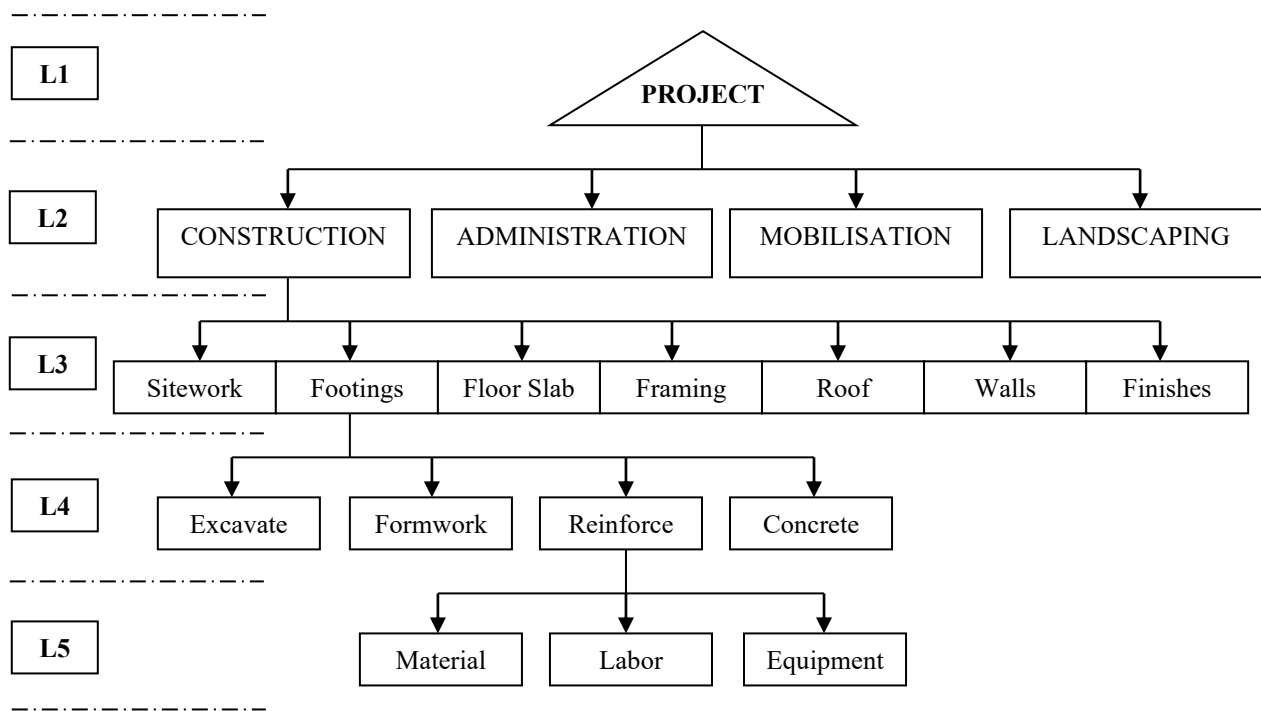 L1
PROJECT
L2
CONSTRUCTION
ADMINISTRATION
MOBILISATION
LANDSCAPING
L3
Sitework
Footings
Floor Slab
Framing
Roof
Walls
Finishes
L4
Excavate
Formwork
Reinforce
Concrete
L5
Material
Labor
Equipment